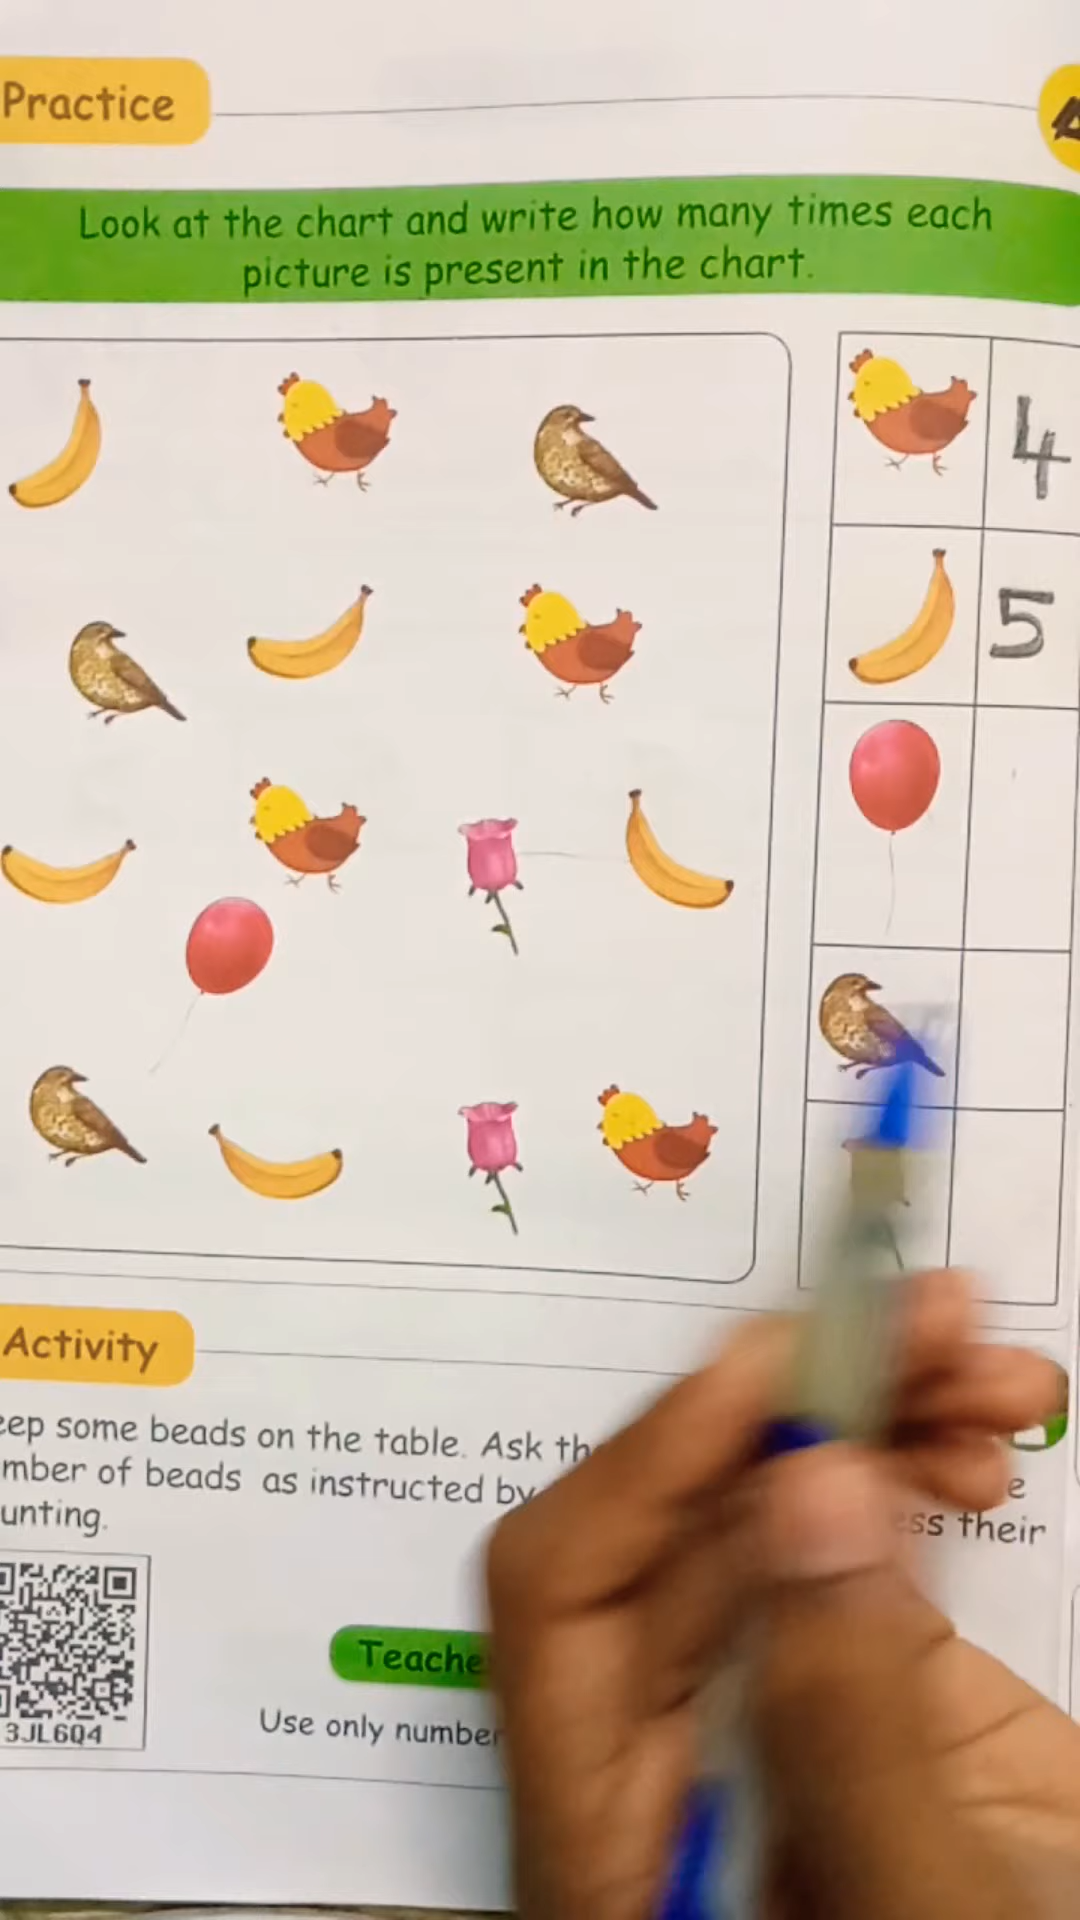 Practice
Look at the chart and write how many times each
picture is present in the chart.
4
5
Activity
eep some beads on the table. Ask th
mber of beads as instructed by
e
unting.
ess their
3JL6Q4
Teache
Use only number